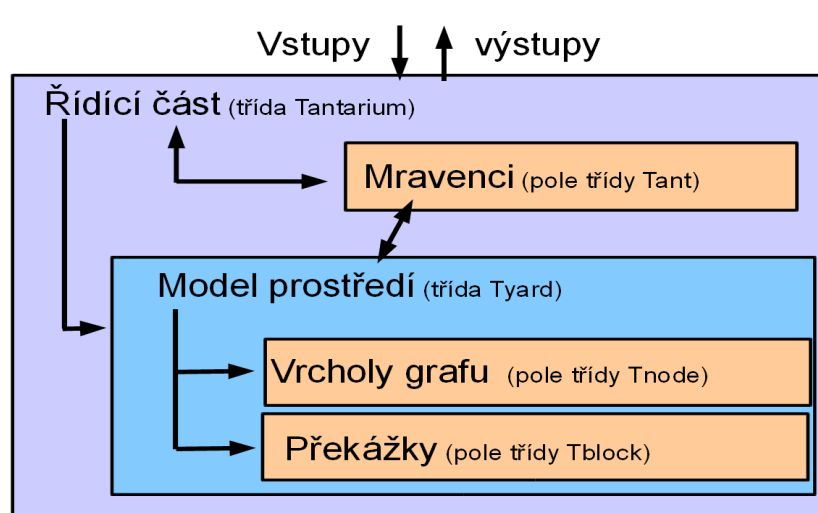 Vstupy výstupy
Řídící část (třída Tantarium)
Mravenci (pole třídy Tant)
Model prostředí (třída Tyard)
Vrcholy grafu (pole třídy Tnode)
Překážky (pole třídy Tblock)